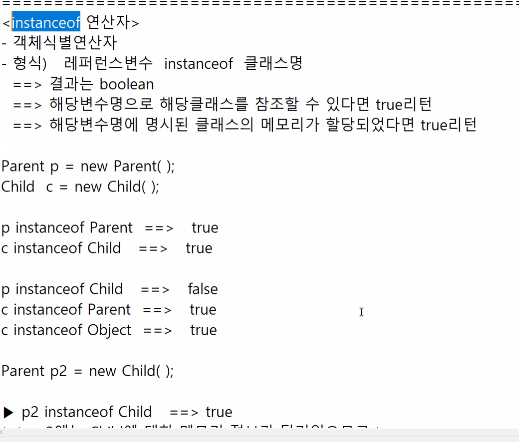 ==============================================================
<instanceof 연산자>
- 객체식별연산자
- 형식) 레퍼런스변수 instanceof 클래스명
==> 결과는 boolean
==> 해당변수명으로 해당클래스를 참조할 수 있다면 true리턴
==> 해당변수명에 명시된 클래스의 메모리가 할당되었다면 true리턴
Parent p = new Parent( );
Child c = new Child( );
p instanceof Parent ==> true
c instanceof Child ==> true
p instanceof Child ==> false
c instanceof Parent ==> true
c instanceof Object ==> true
Parent p2 = new Child( );
▶ p2 instanceof Child ==> true